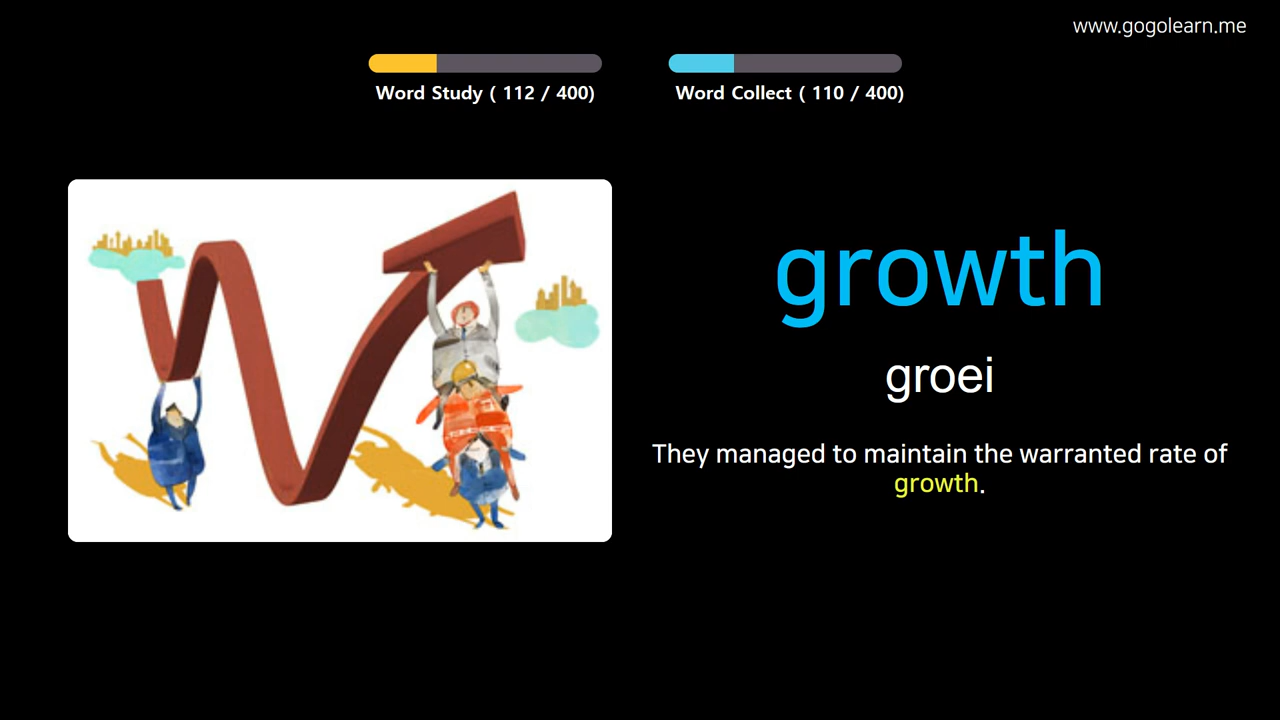 www.gogolearn.me
Word Study ( 112 / 400)
Word Collect ( 110 / 400)
growth
groei
They managed to maintain the warranted rate of
growth.